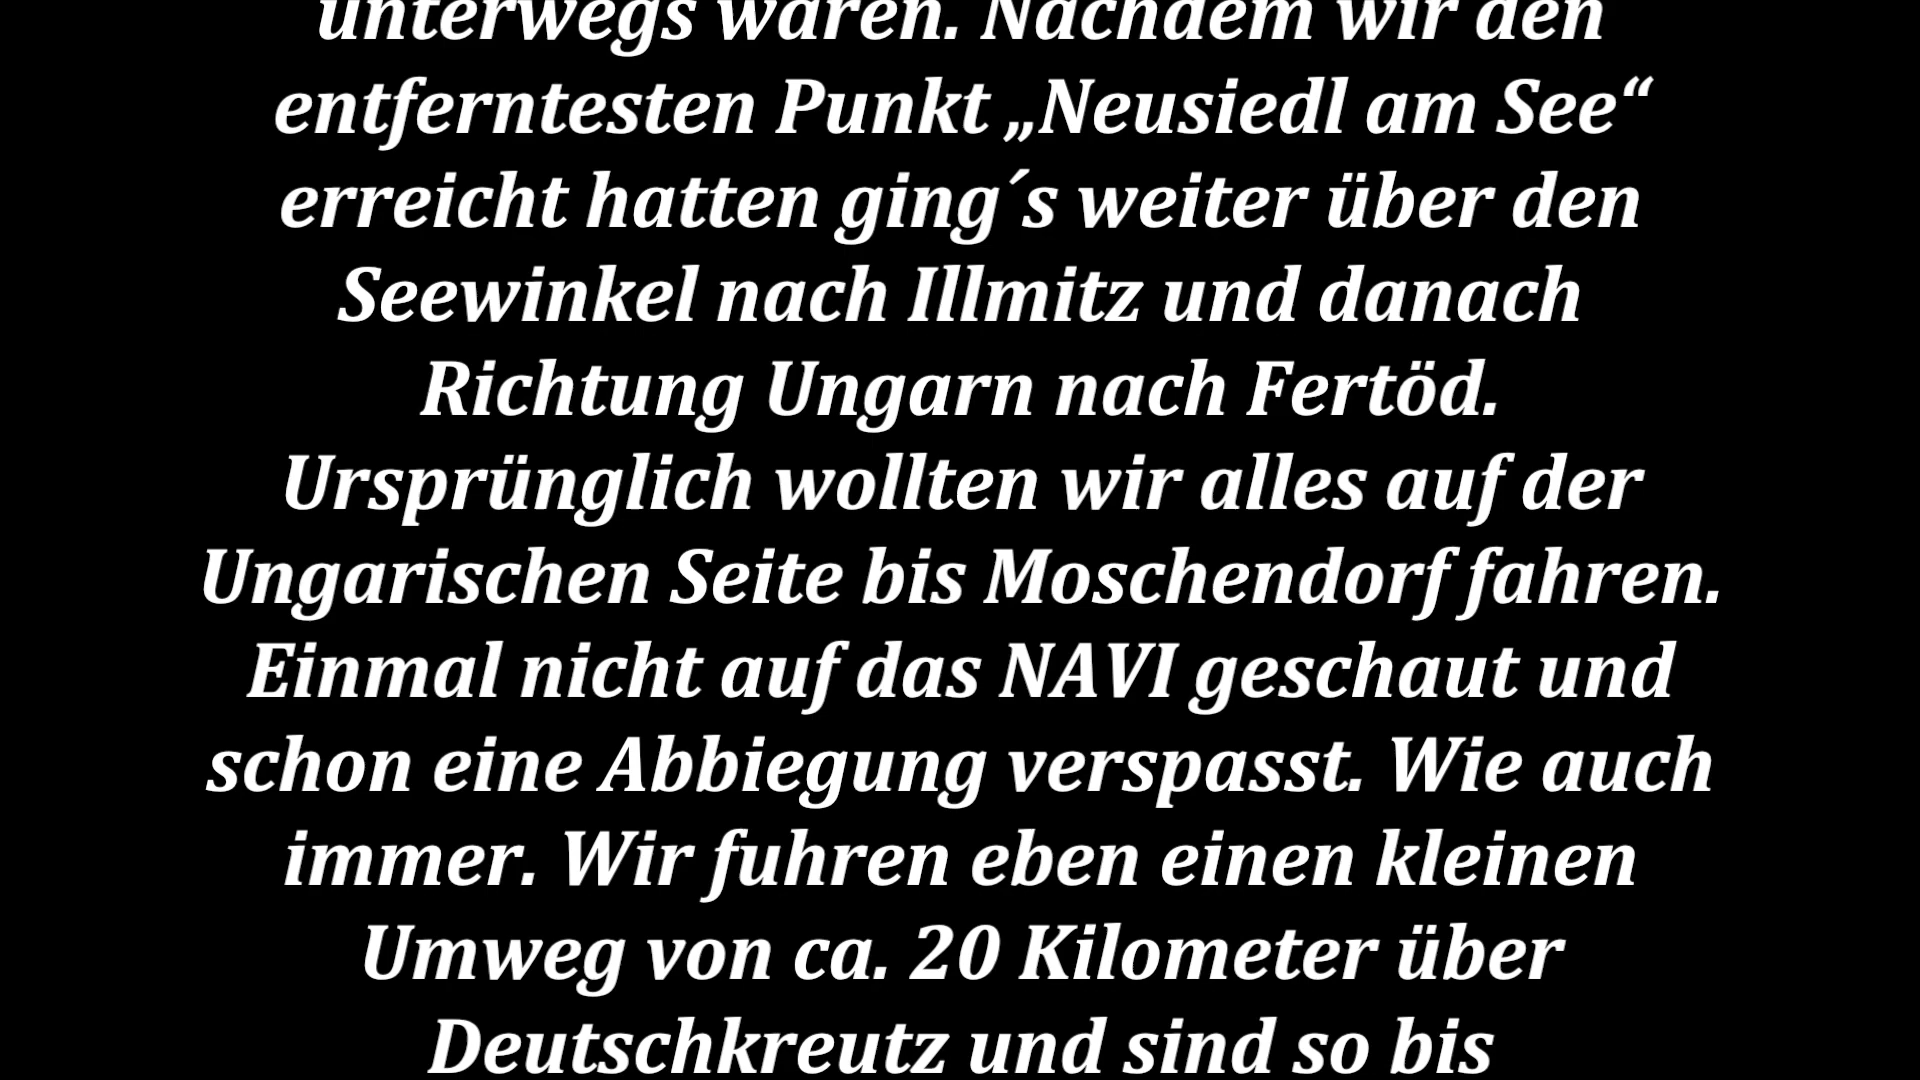 unterwegs waren. Nachdem wir den
entferntesten Punkt „Neusiedl am See“
erreicht hatten ging´s weiter über den
Seewinkel nach Illmitz und danach
Richtung Ungarn nach Fertöd.
Ursprünglich wollten wir alles auf der
Ungarischen Seite bis Moschendorf fahren.
Einmal nicht auf das NAVI geschaut und
schon eine Abbiegung verspasst. Wie auch
immer. Wir fuhren eben einen kleinen
Umweg von ca. 20 Kilometer über
Deutschkreutz und sind so bis